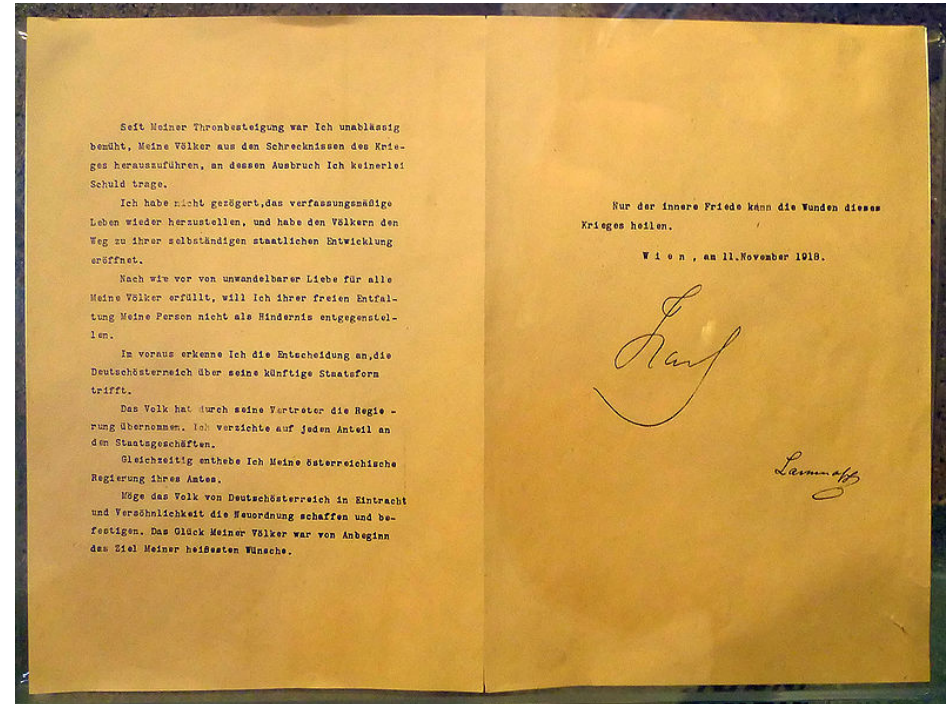 Seit Meiner Thronbesteigung war Ich unablässig
bemüht, Meine Völker aus den Schrecknissen des Krie-
ges herauszuführen, an dessen Ausbruch Ich keinerlei
Schuld trage.
Ich habe nicht gezögert,das verfassungsmäßige
Leben wieder herzustellen, und habe den Völkern den
Weg zu ihrer selbständigen staatlichen Entwicklung
eröffnet.
Nach wie vor von unwandelbarer Liebe für alle
Meine Völker erfüllt, will Ich ihrer freien Entfal-
tung Meine Person nicht als Hindernis entgegenstel-
len.
Im voraus erkenne Ich die Entscheidung an,die
Deutschösterreich über seine künftige Staatsform
trifft.
Das Volk hat durch seine Vertreter die Regie -
rung übernommen. Ich verzichte auf jeden Anteil an
den Staatsgeschäften.
Gleichzeitig enthebe Ich Meine österreichische
Regierung ihres Amtes.
Möge das Volk von Deutschösterreich in Eintracht
und Versöhnlichkeit die Neuordnung schaffen und be-
festigen. Das Glück Meiner Völker war von Anbeginn
das Ziel Meiner heißesten Wünsche.
Nur der innere Friede kann die Wunden dieses
Krieges heilen.
W i e n , am 11.November 1918.
Karl
Lammasch